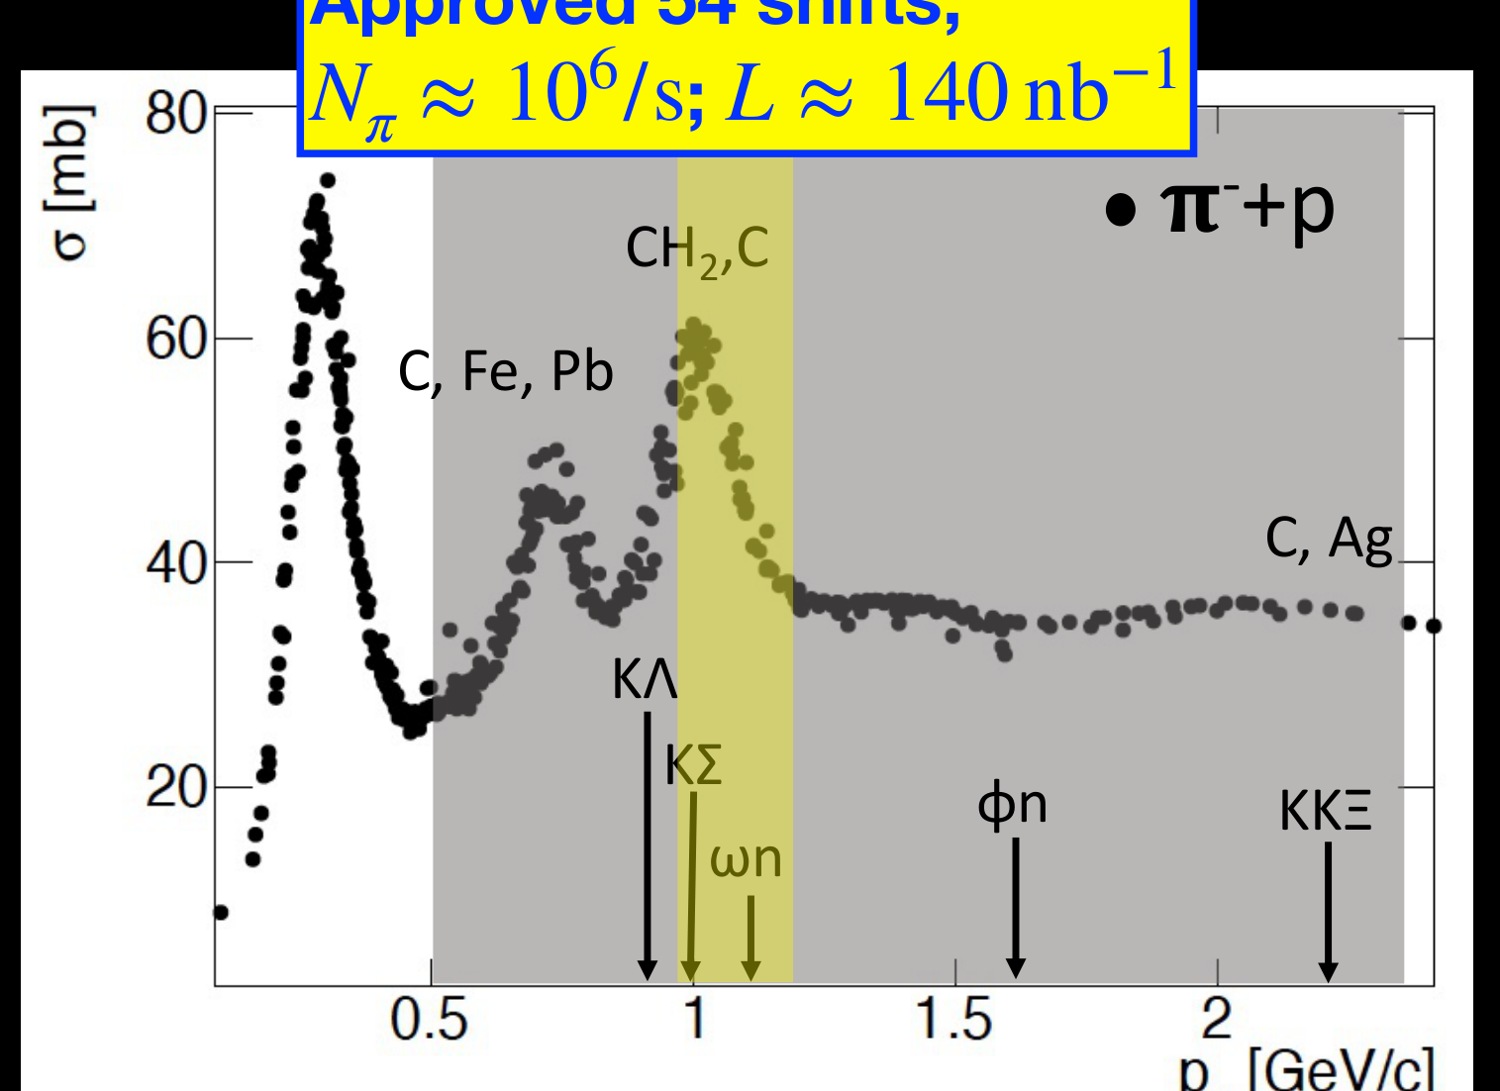 Approved 54 shifts,
N_π ≈ 10⁶/s; L ≈ 140 nb⁻¹
σ [mb]
80
60
40
20
• π⁻+p
CH₂,C
C, Fe, Pb
C, Ag
KΛ
KΣ
ωn
ϕn
KKΞ
0.5 1 1.5 2
p [GeV/c]